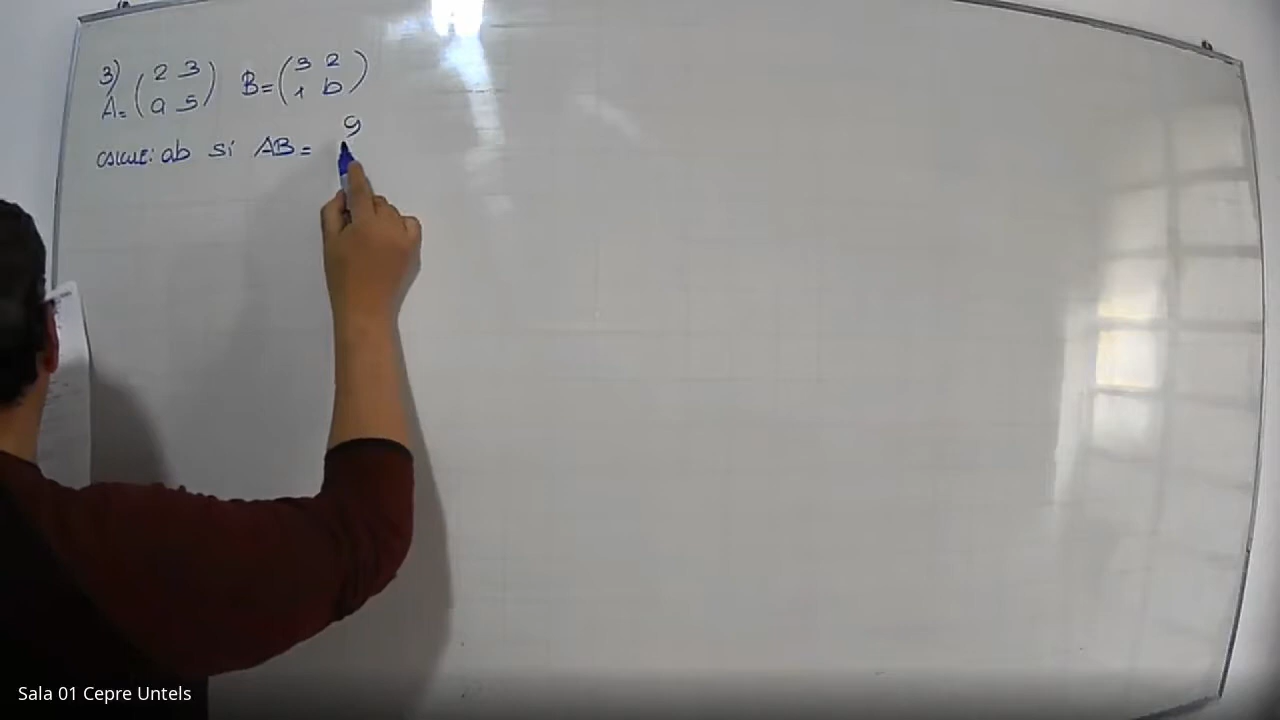 3)
A=(2 3 B=(3 2
a 5) 1 b)
CALCULE: ab si AB= 9
Sala 01 Cepre Untels